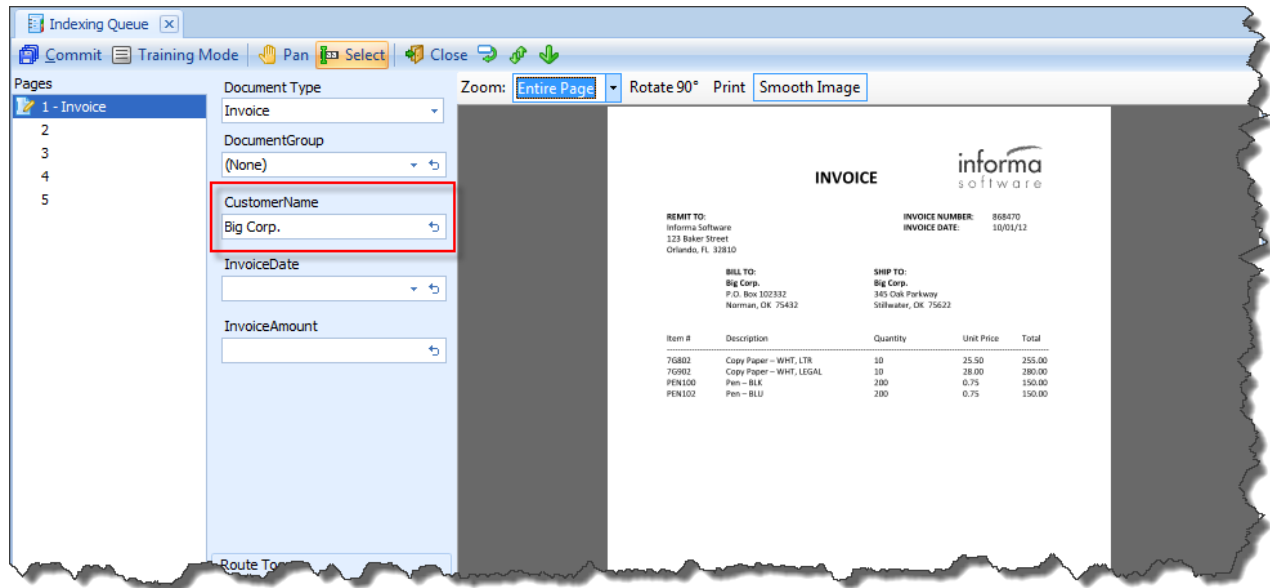 Indexing Queue
Commit Training Mode Pan Select Close
Pages
1 - Invoice
2
3
4
5
Document Type
Invoice
DocumentGroup
(None)
CustomerName
Big Corp.
InvoiceDate
InvoiceAmount
Route To
Zoom: Entire Page Rotate 90° Print Smooth Image
informa
software
INVOICE
REMIT TO:
Informa Software
123 Baker Street
Orlando, FL 32810
INVOICE NUMBER: 868470
INVOICE DATE: 10/01/12
BILL TO:
Big Corp.
P.O. Box 102332
Norman, OK 75432
SHIP TO:
Big Corp.
345 Oak Parkway
Stillwater, OK 75622
Item # Description Quantity Unit Price Total
7G802 Copy Paper – WHT, LTR 10 25.50 255.00
7G902 Copy Paper – WHT, LEGAL 10 28.00 280.00
PEN100 Pen – BLK 200 0.75 150.00
PEN102 Pen – BLU 200 0.75 150.00